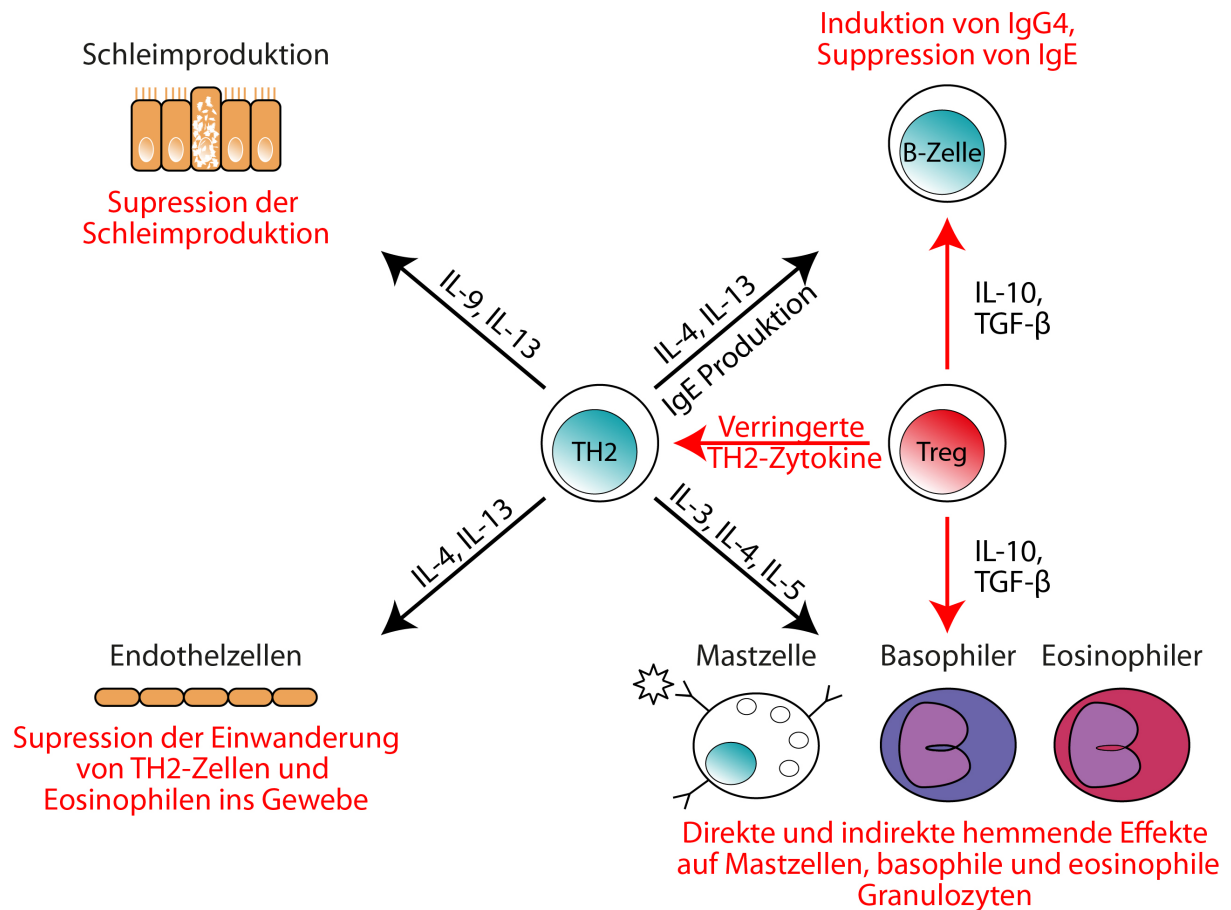 Schleimproduktion
Supression der
Schleimproduktion
Induktion von IgG4,
Suppression von IgE
B-Zelle
IL-9, IL-13
IL-4, IL-13
IgE Produktion
IL-10,
TGF-β
TH2
Verringerte
TH2-Zytokine
Treg
IL-4, IL-13
IL-3, IL-4, IL-5
IL-10,
TGF-β
Endothelzellen
Supression der Einwanderung
von TH2-Zellen und
Eosinophilen ins Gewebe
Mastzelle
Basophiler
Eosinophiler
Direkte und indirekte hemmende Effekte
auf Mastzellen, basophile und eosinophile
Granulozyten